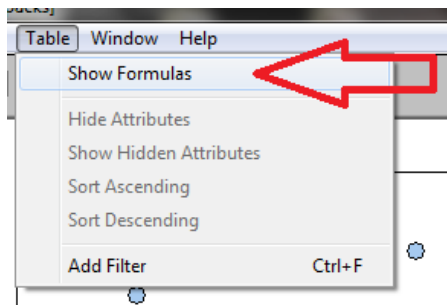 Table Window Help
Show Formulas
Hide Attributes
Show Hidden Attributes
Sort Ascending
Sort Descending
Add Filter Ctrl+F